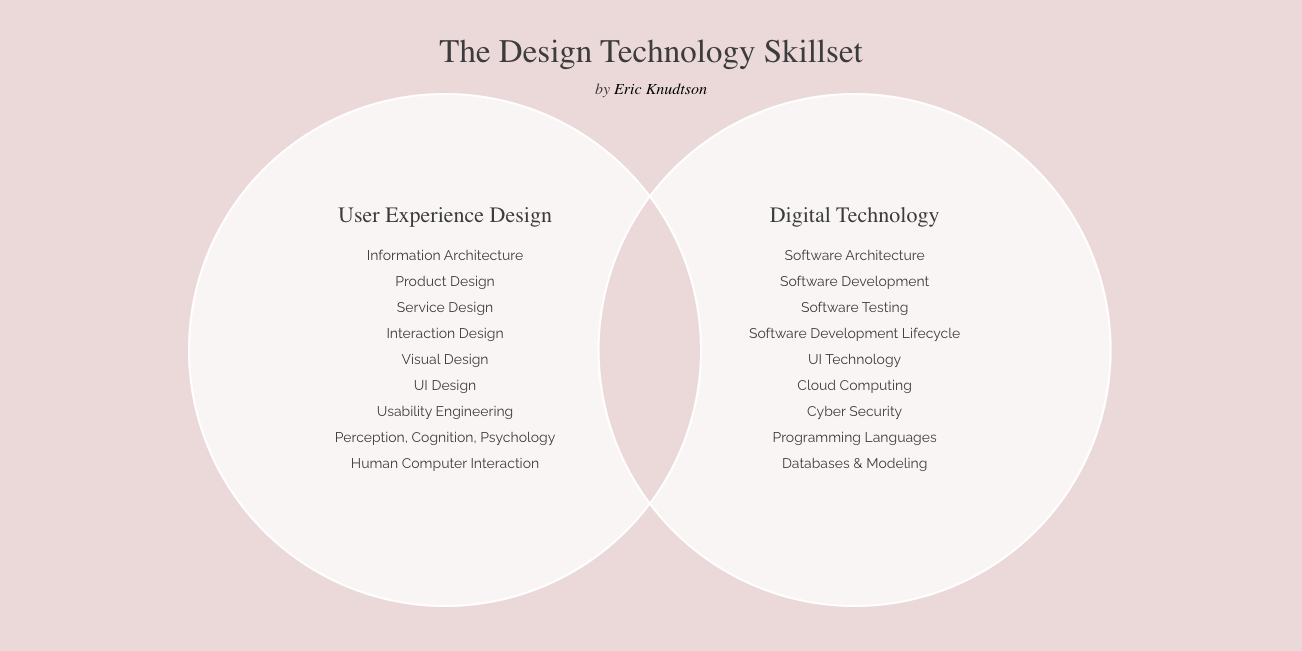 The Design Technology Skillset
by Eric Knudtson
User Experience Design
Information Architecture
Product Design
Service Design
Interaction Design
Visual Design
UI Design
Usability Engineering
Perception, Cognition, Psychology
Human Computer Interaction
Digital Technology
Software Architecture
Software Development
Software Testing
Software Development Lifecycle
UI Technology
Cloud Computing
Cyber Security
Programming Languages
Databases & Modeling